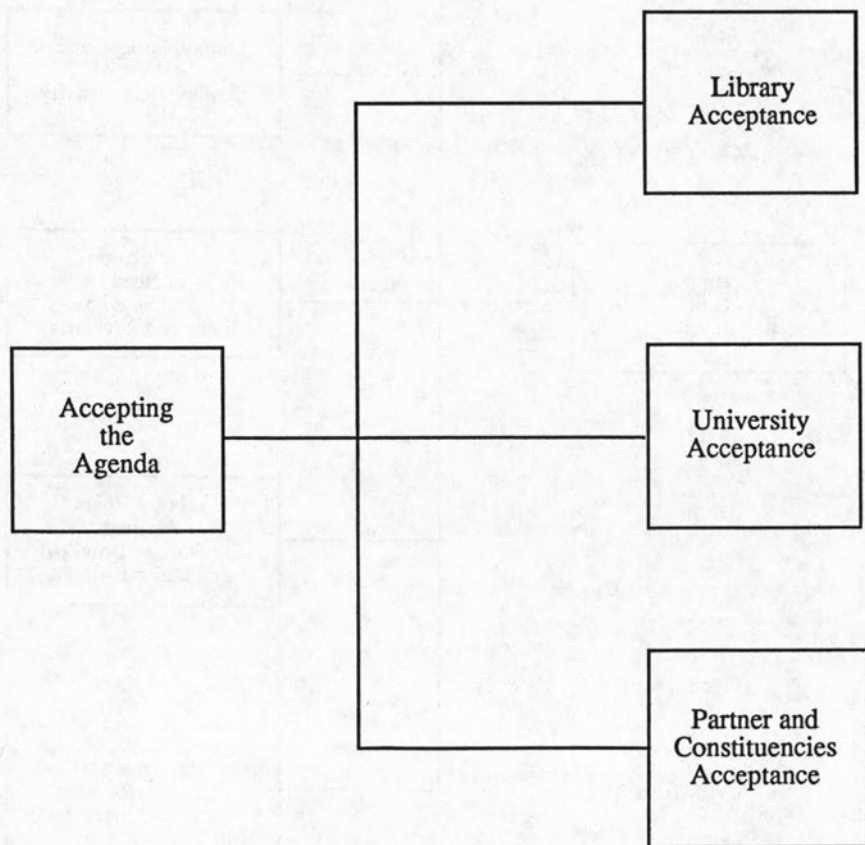 Library
Acceptance
Accepting
the
Agenda
University
Acceptance
Partner and
Constituencies
Acceptance